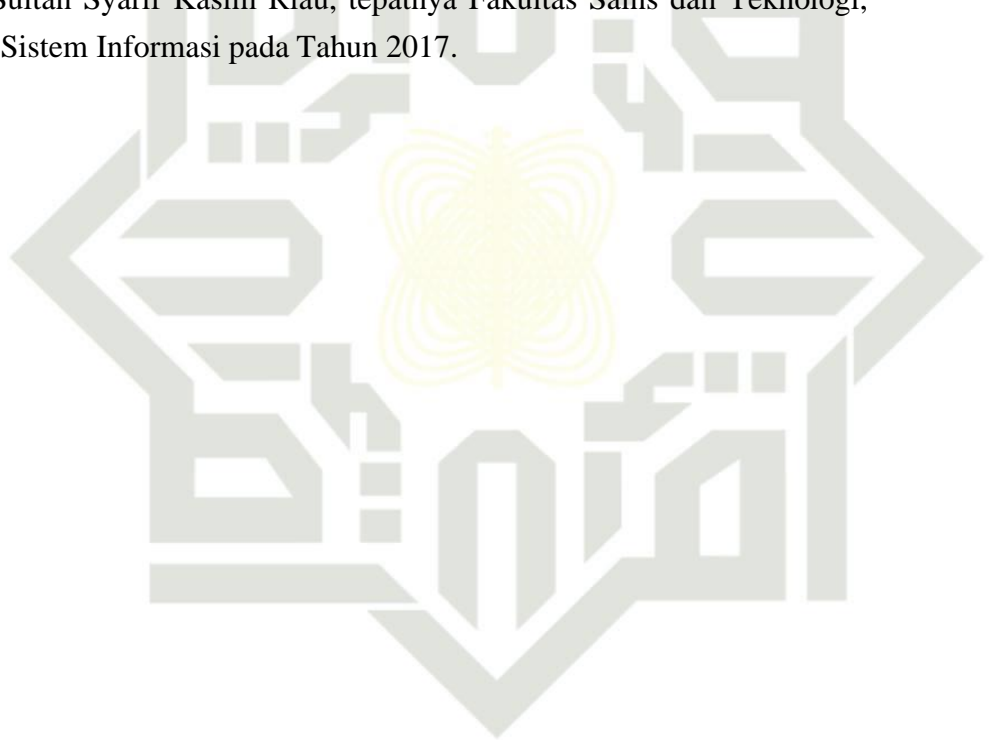 Sultan Syarif Kasim Riau, tepatnya Fakultas Sains dan Teknologi,
Sistem Informasi pada Tahun 2017.